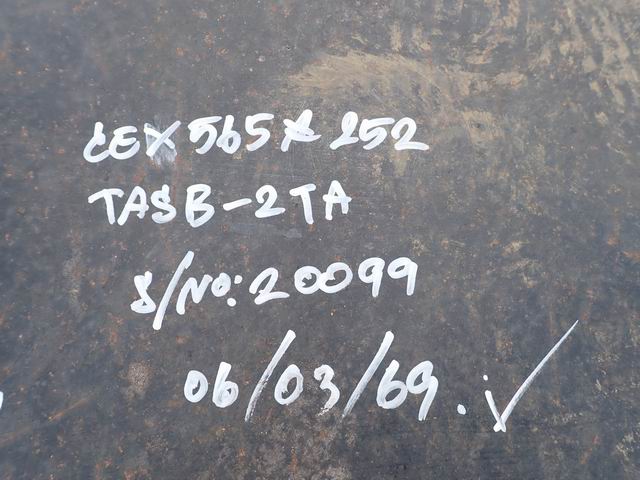 CEX 565 X 252
TASB-2TA
S/NO: 20099
06/03/69.